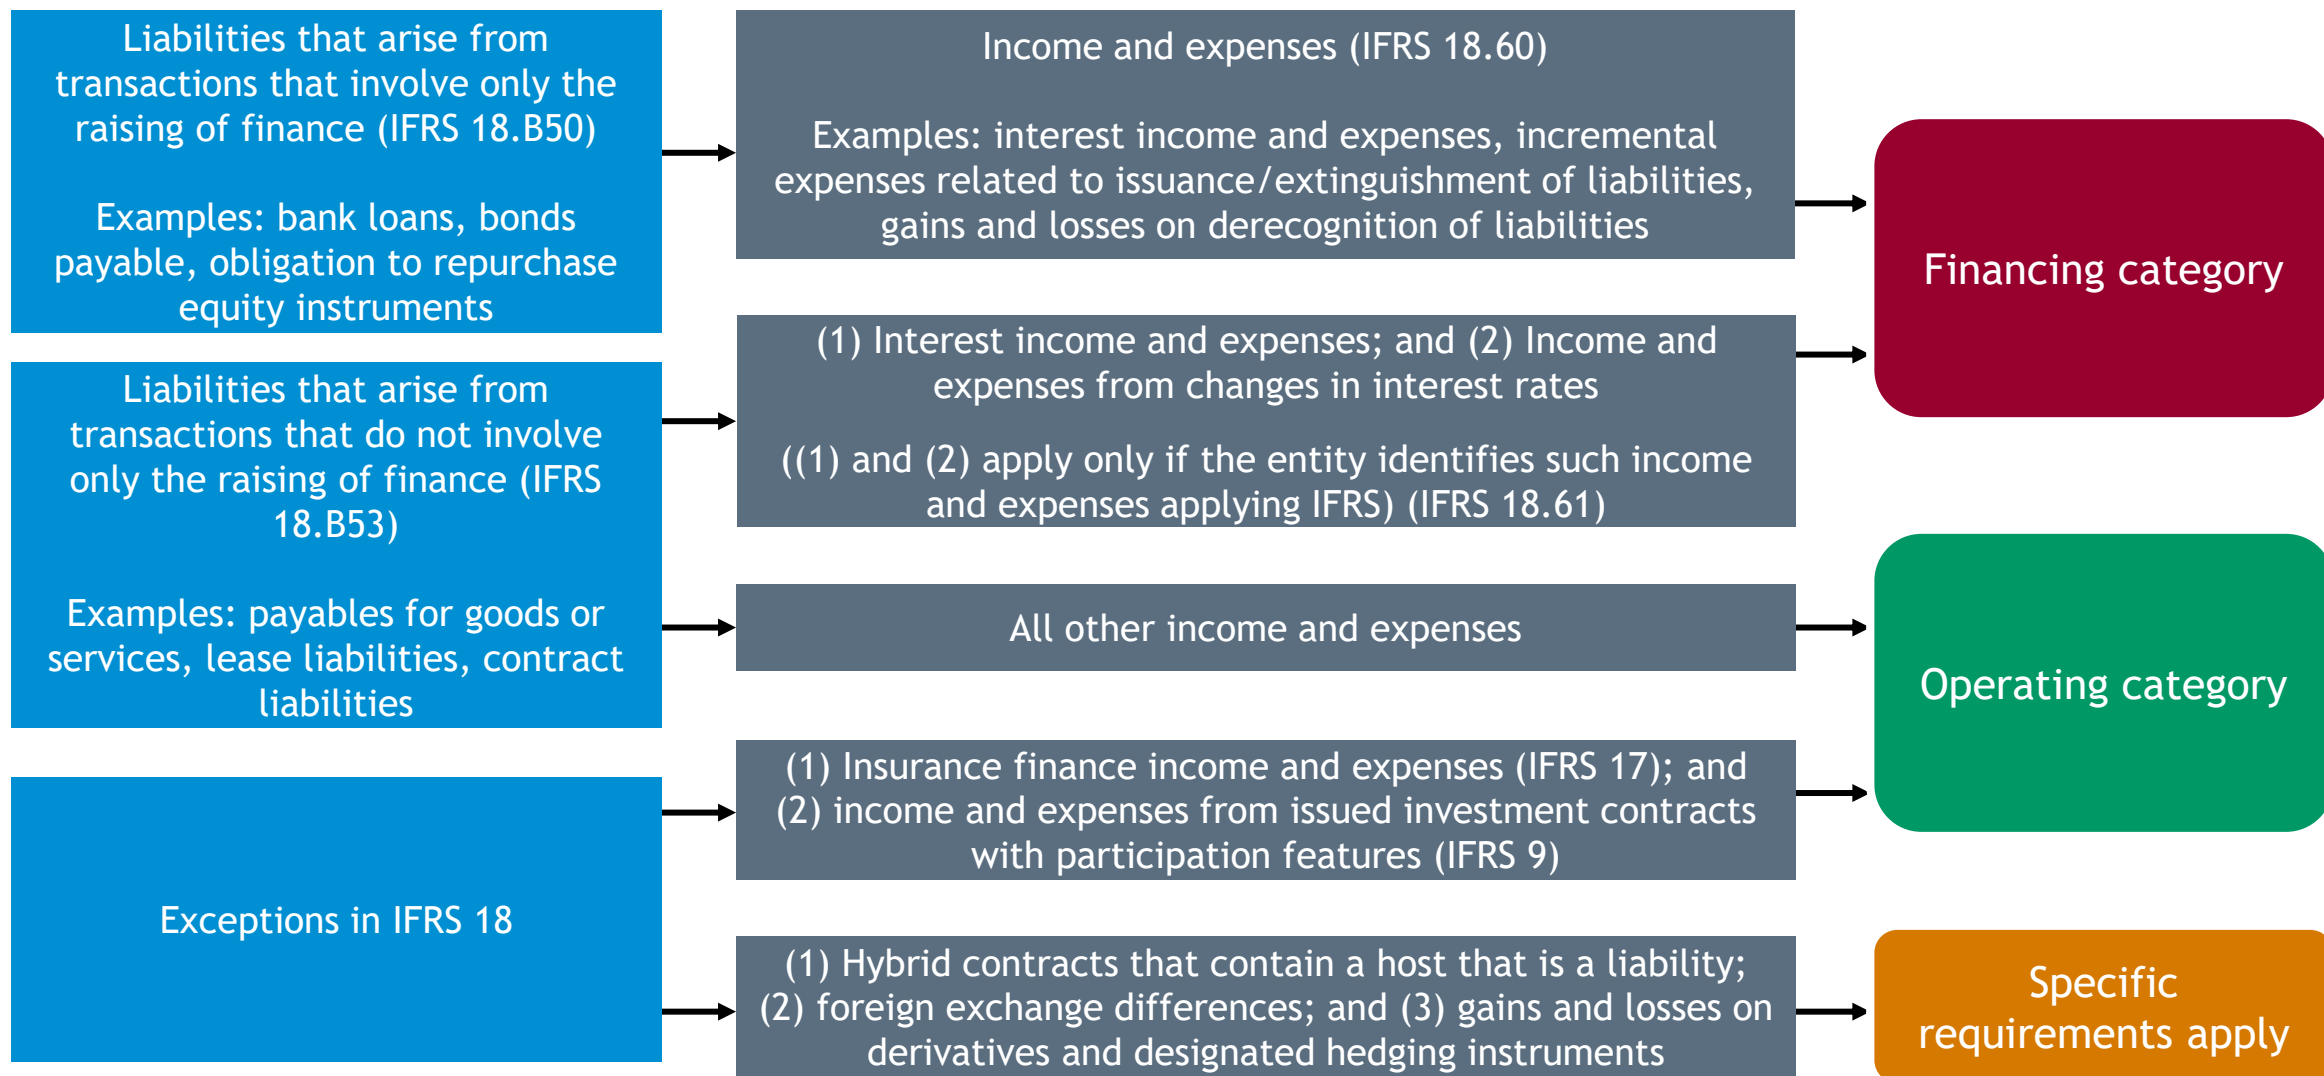 Liabilities that arise from
transactions that involve only the
raising of finance (IFRS 18.B50)
Examples: bank loans, bonds
payable, obligation to repurchase
equity instruments
Income and expenses (IFRS 18.60)
Examples: interest income and expenses, incremental
expenses related to issuance/extinguishment of liabilities,
gains and losses on derecognition of liabilities
Financing category
Liabilities that arise from
transactions that do not involve
only the raising of finance (IFRS
18.B53)
Examples: payables for goods or
services, lease liabilities, contract
liabilities
(1) Interest income and expenses; and (2) Income and
expenses from changes in interest rates
((1) and (2) apply only if the entity identifies such income
and expenses applying IFRS) (IFRS 18.61)
All other income and expenses
Operating category
Exceptions in IFRS 18
(1) Insurance finance income and expenses (IFRS 17); and
(2) income and expenses from issued investment contracts
with participation features (IFRS 9)
(1) Hybrid contracts that contain a host that is a liability;
(2) foreign exchange differences; and (3) gains and losses on
derivatives and designated hedging instruments
Specific
requirements apply